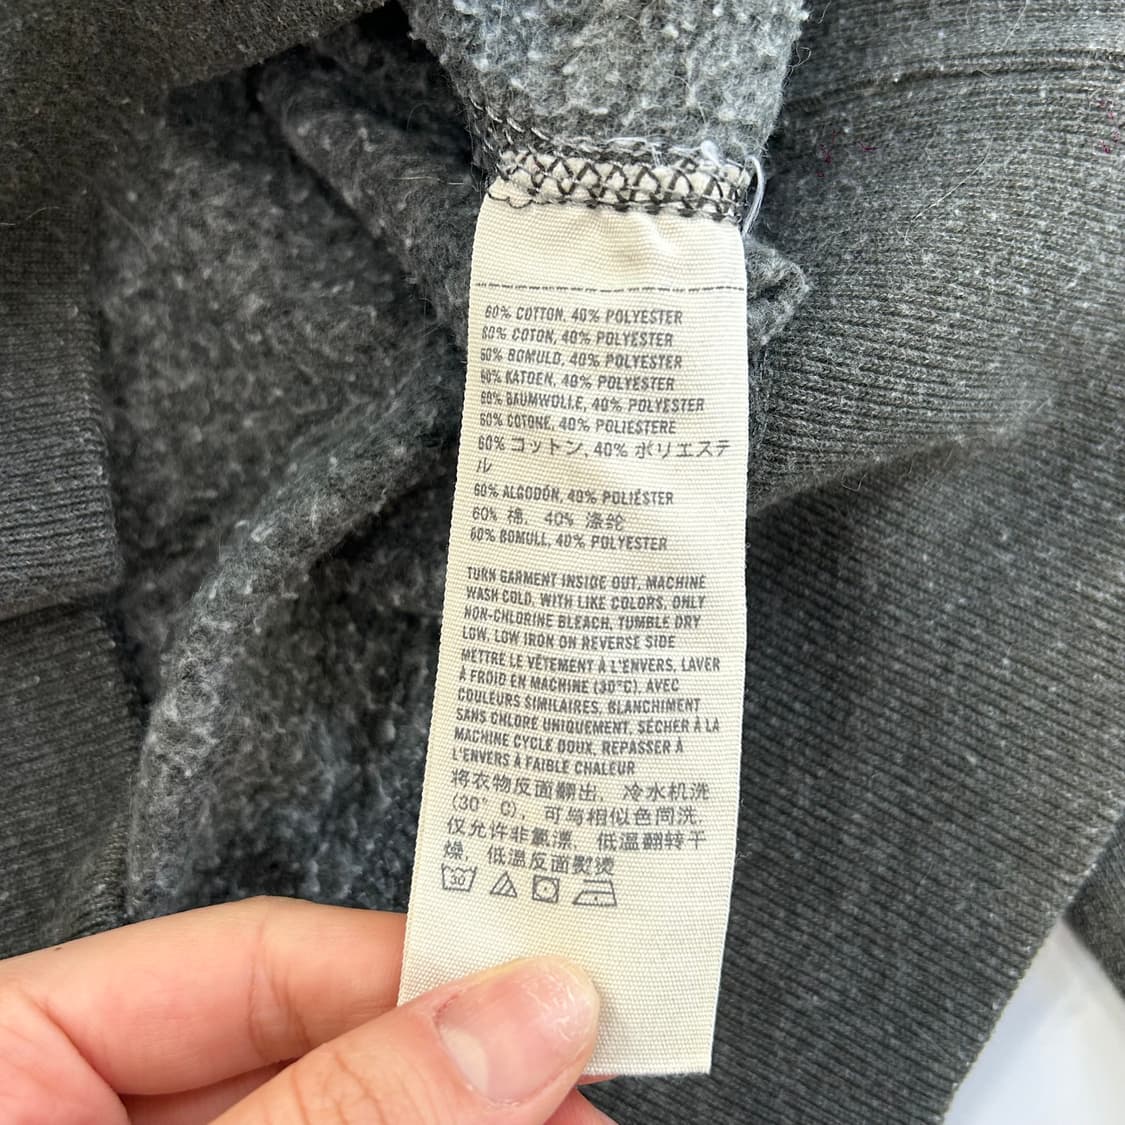 60% COTTON, 40% POLYESTER
60% COTON, 40% POLYESTER
60% BOMULD, 40% POLYESTER
60% KATOEN, 40% POLYESTER
60% BAUMWOLLE, 40% POLYESTER
60% COTONE, 40% POLIESTERE
60% コットン, 40% ポリエステ
ル
60% ALGODÓN, 40% POLIÉSTER
60% 棉, 40% 涤纶
60% BOMULL, 40% POLYESTER
TURN GARMENT INSIDE OUT, MACHINE
WASH COLD, WITH LIKE COLORS, ONLY
NON-CHLORINE BLEACH, TUMBLE DRY
LOW, LOW IRON ON REVERSE SIDE
METTRE LE VÊTEMENT À L'ENVERS, LAVER
À FROID EN MACHINE (30°C), AVEC
COULEURS SIMILAIRES, BLANCHIMENT
SANS CHLORE UNIQUEMENT, SÉCHER À LA
MACHINE CYCLE DOUX, REPASSER À
L'ENVERS À FAIBLE CHALEUR
将衣物反面翻出, 冷水机洗
(30° C), 可与相似色同洗,
仅允许非氯漂, 低温翻转干
燥, 低温反面熨烫
30